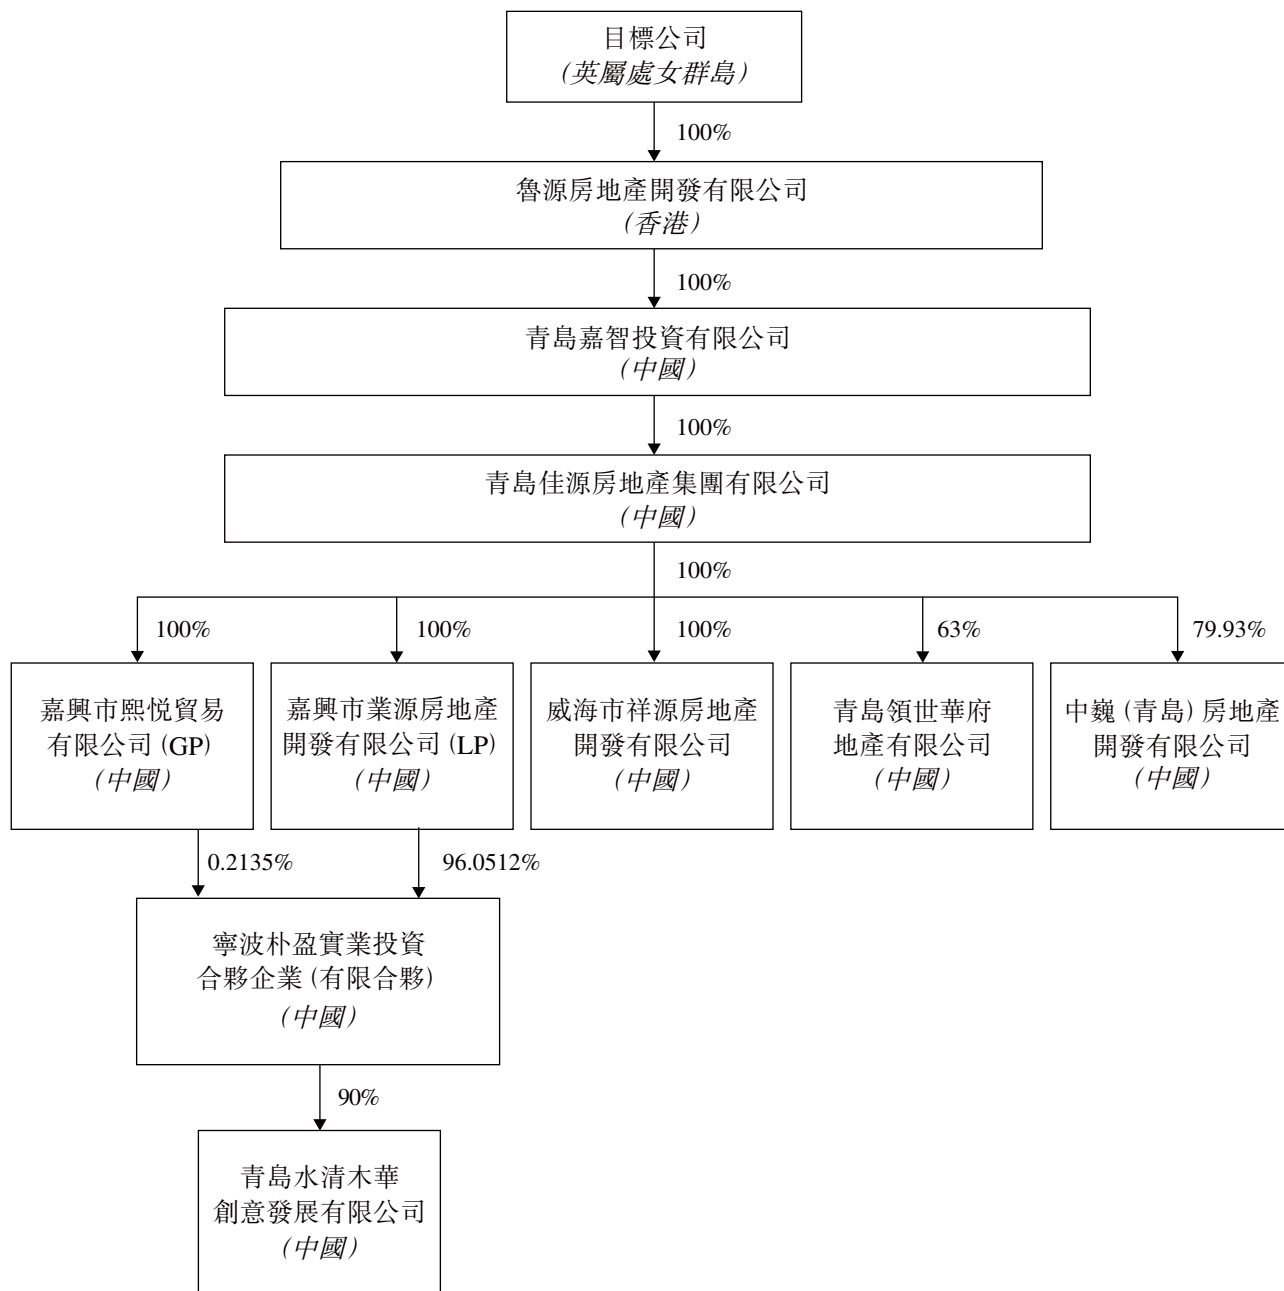 目標公司
（英屬處女群島）
100%
魯源房地產開發有限公司
（香港）
100%
青島嘉智投資有限公司
（中國）
100%
青島佳源房地產集團有限公司
（中國）
100%
100%
100%
100%
63%
79.93%
嘉興市熙悦貿易
有限公司 (GP)
（中國）
嘉興市業源房地產
開發有限公司 (LP)
（中國）
威海市祥源房地產
開發有限公司
（中國）
青島領世華府
地產有限公司
（中國）
中巍（青島）房地產
開發有限公司
（中國）
0.2135%
96.0512%
寧波朴盈實業投資
合夥企業（有限合夥）
（中國）
90%
青島水清木華
創意發展有限公司
（中國）